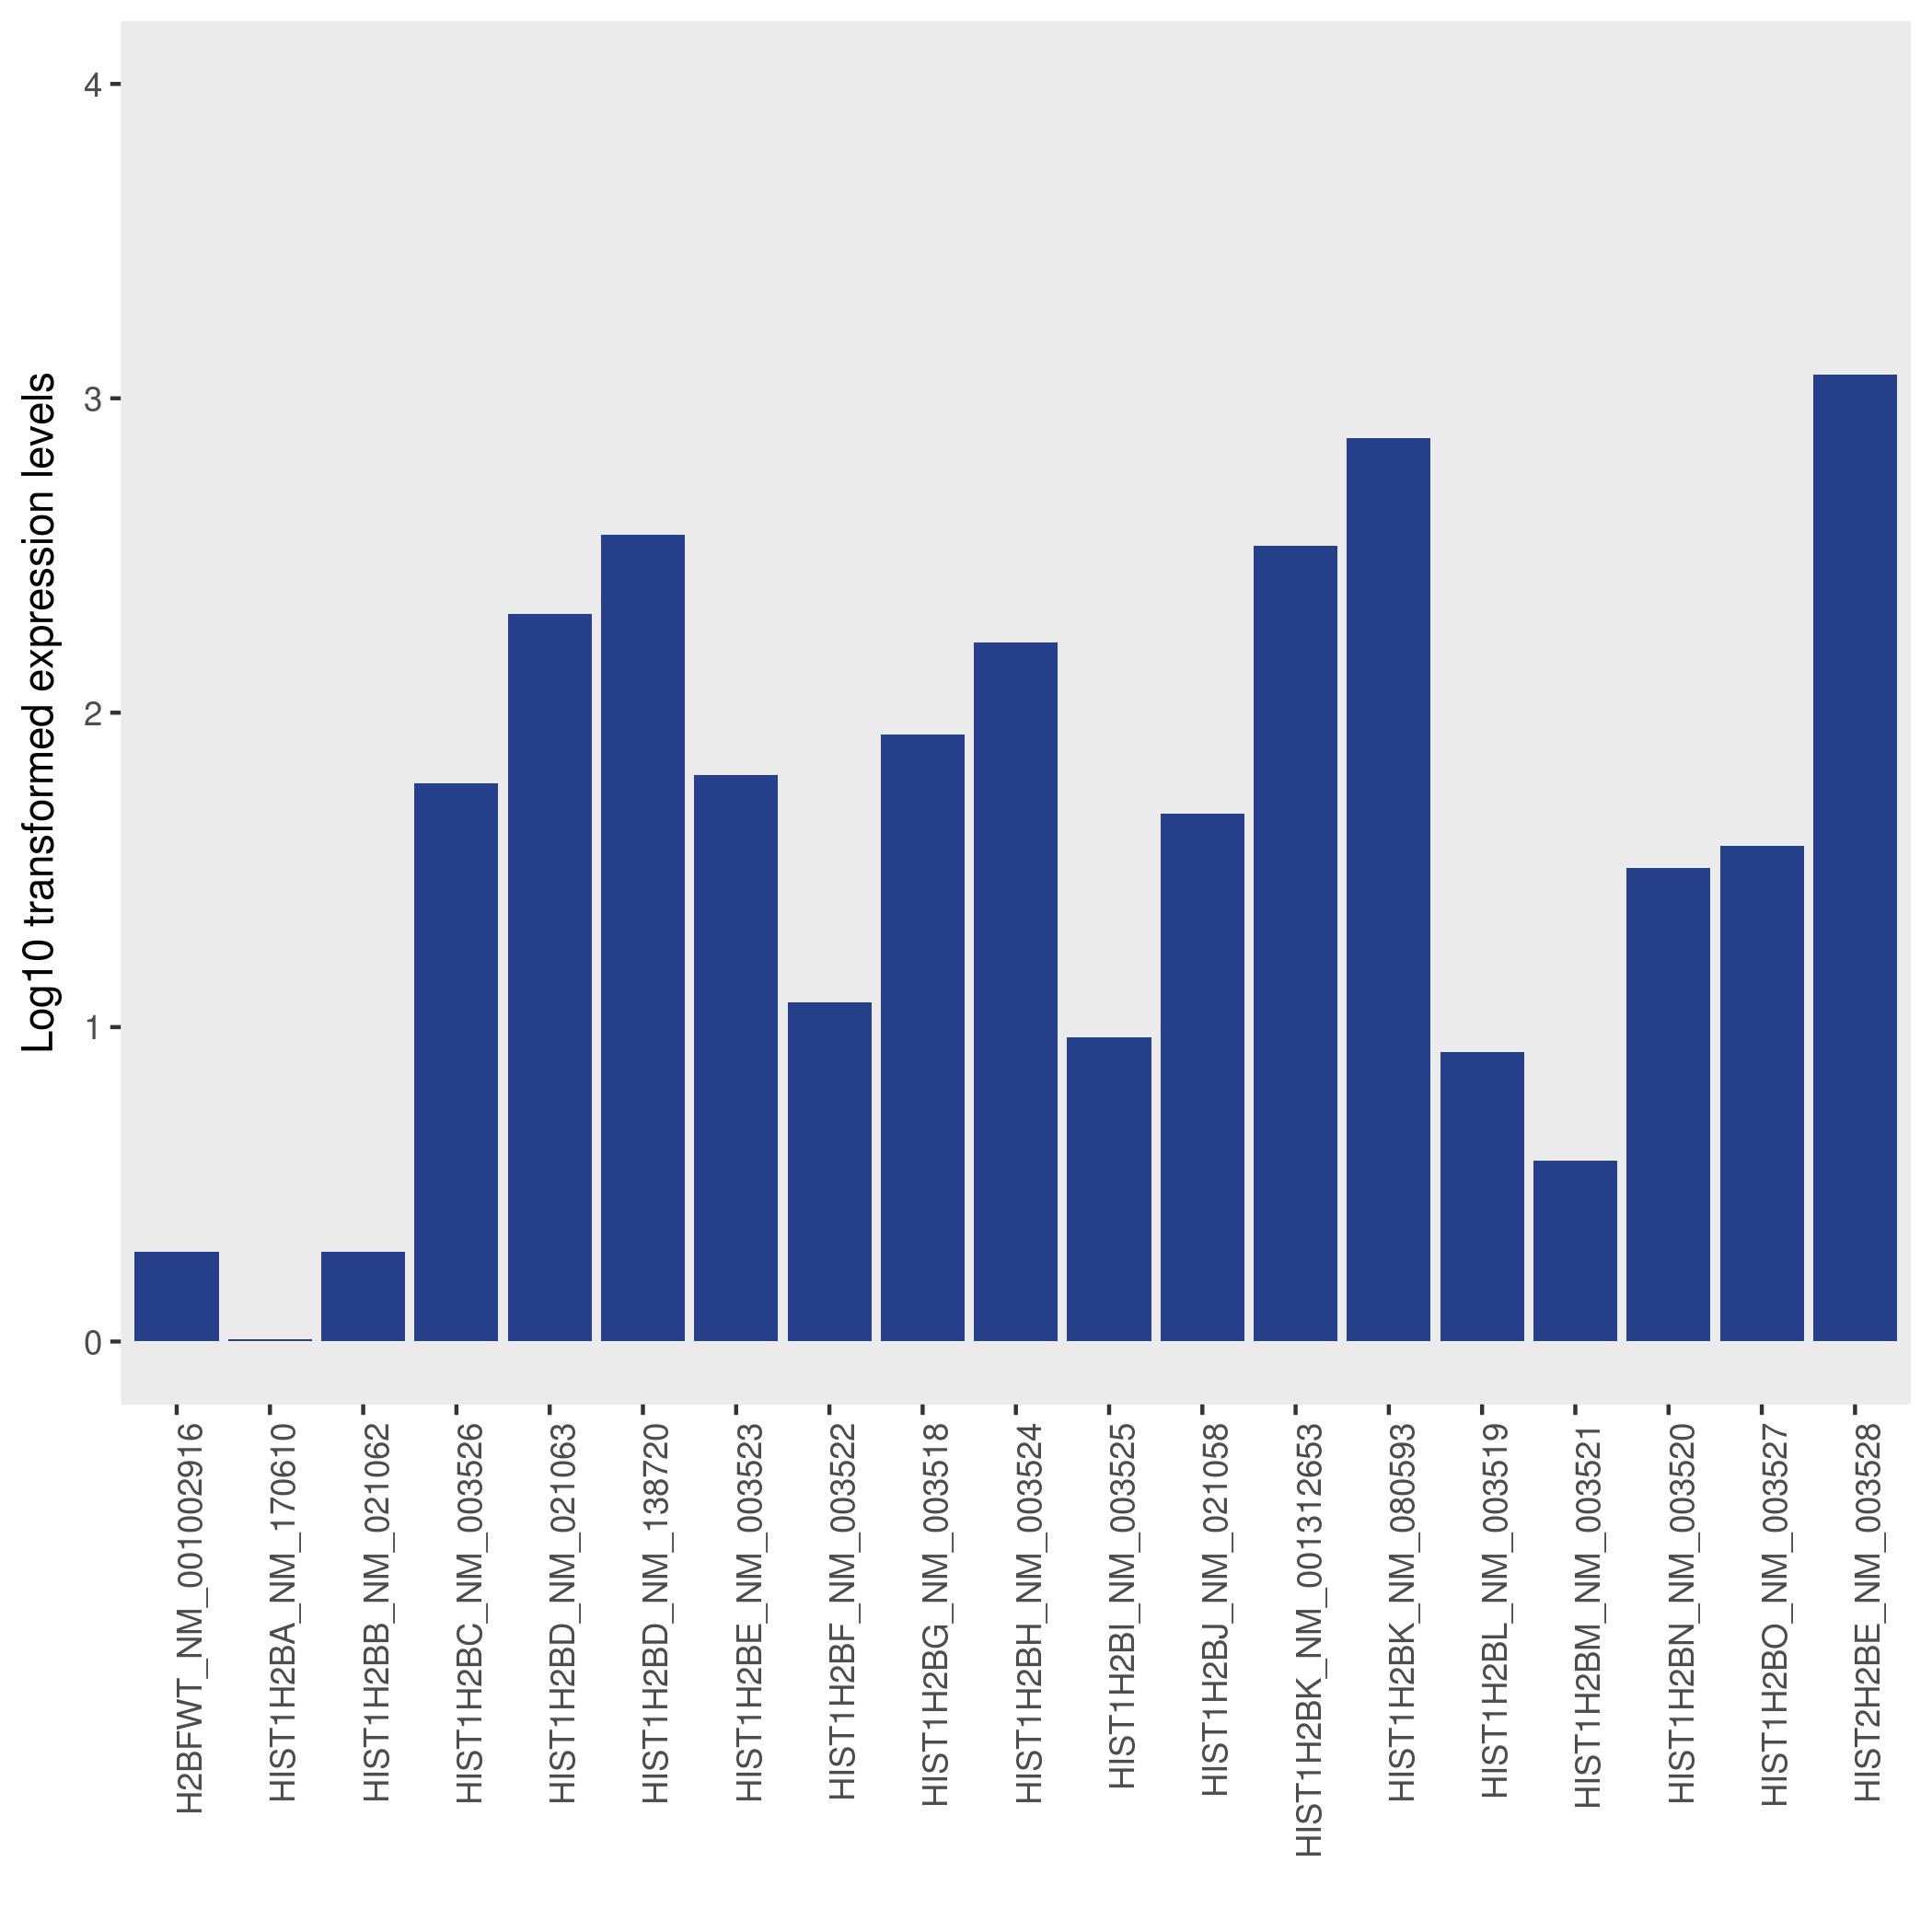 Log10 transformed expression levels
4
3
2
1
0
H2BFWT_NM_001002916
HIST1H2BA_NM_170610
HIST1H2BB_NM_021062
HIST1H2BC_NM_003526
HIST1H2BD_NM_021063
HIST1H2BD_NM_138720
HIST1H2BE_NM_003523
HIST1H2BF_NM_003522
HIST1H2BG_NM_003518
HIST1H2BH_NM_003524
HIST1H2BI_NM_003525
HIST1H2BJ_NM_021058
HIST1H2BK_NM_001312653
HIST1H2BK_NM_080593
HIST1H2BL_NM_003519
HIST1H2BM_NM_003521
HIST1H2BN_NM_003520
HIST1H2BO_NM_003527
HIST2H2BE_NM_003528